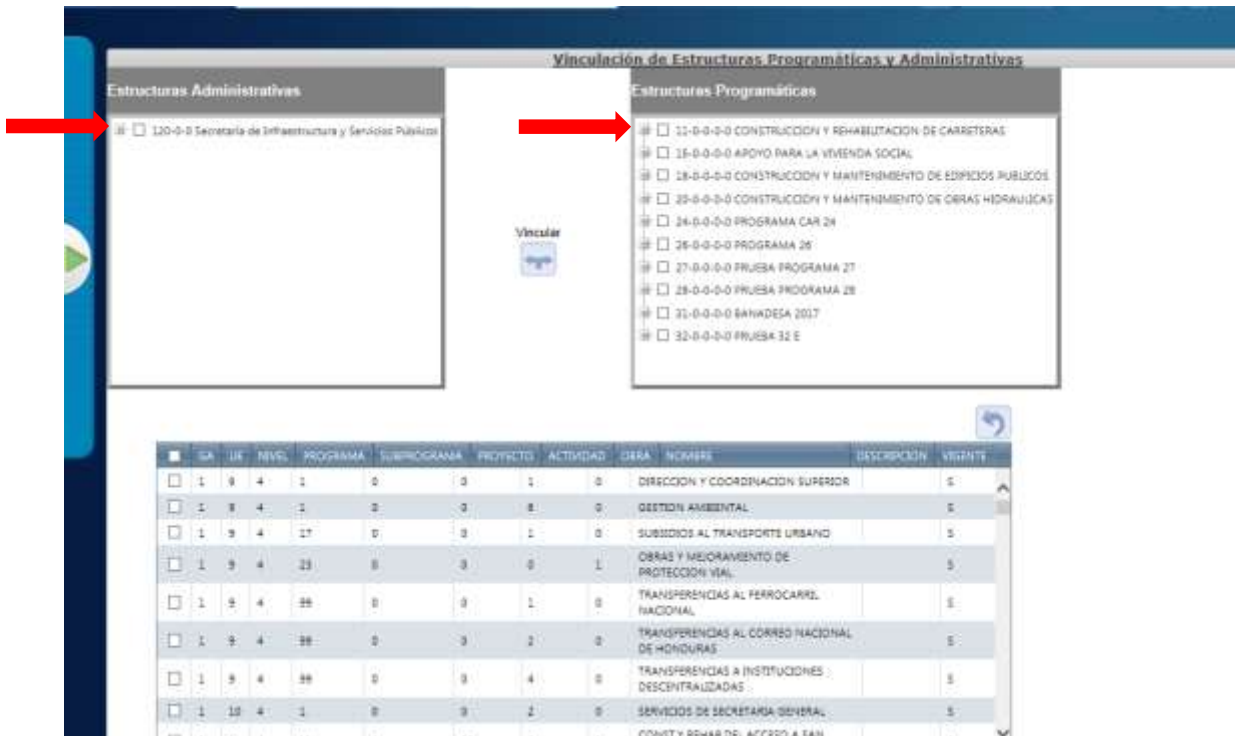 Vinculación de Estructuras Programáticas y Administrativas
Estructuras Administrativas
120-0-0 Secretaría de Infraestructura y Servicios Públicos
Vincular
Estructuras Programáticas
11-0-0-0-0 CONSTRUCCION Y REHABILITACION DE CARRETERAS
16-0-0-0-0 APOYO PARA LA VIVIENDA SOCIAL
18-0-0-0-0 CONSTRUCCION Y MANTENIMIENTO DE EDIFICIOS PUBLICOS
20-0-0-0-0 CONSTRUCCION Y MANTENIMIENTO DE OBRAS HIDRAULICAS
24-0-0-0-0 PROGRAMA CAR 24
26-0-0-0-0 PROGRAMA 26
27-0-0-0-0 PRUEBA PROGRAMA 27
28-0-0-0-0 PRUEBA PROGRAMA 28
31-0-0-0-0 BANADESA 2017
32-0-0-0-0 PRUEBA 32 E
GA UE NIVEL PROGRAMA SUBPROGRAMA PROYECTO ACTIVIDAD OBRA NOMBRE DESCRIPCION VIGENTE
1 9 4 1 0 0 1 0 DIRECCION Y COORDINACION SUPERIOR S
1 9 4 1 0 0 8 0 GESTION AMBIENTAL S
1 9 4 17 0 0 1 0 SUBSIDIOS AL TRANSPORTE URBANO S
1 9 4 23 0 0 0 1 OBRAS Y MEJORAMIENTO DE
PROTECCION VIAL S
1 9 4 99 0 0 1 0 TRANSFERENCIAS AL FERROCARRIL
NACIONAL S
1 9 4 99 0 0 2 0 TRANSFERENCIAS AL CORREO NACIONAL
DE HONDURAS S
1 9 4 99 0 0 4 0 TRANSFERENCIAS A INSTITUCIONES
DESCENTRALIZADAS S
1 10 4 1 0 0 2 0 SERVICIOS DE SECRETARIA GENERAL S
CONST Y REHAB DEL ACCESO A SAN